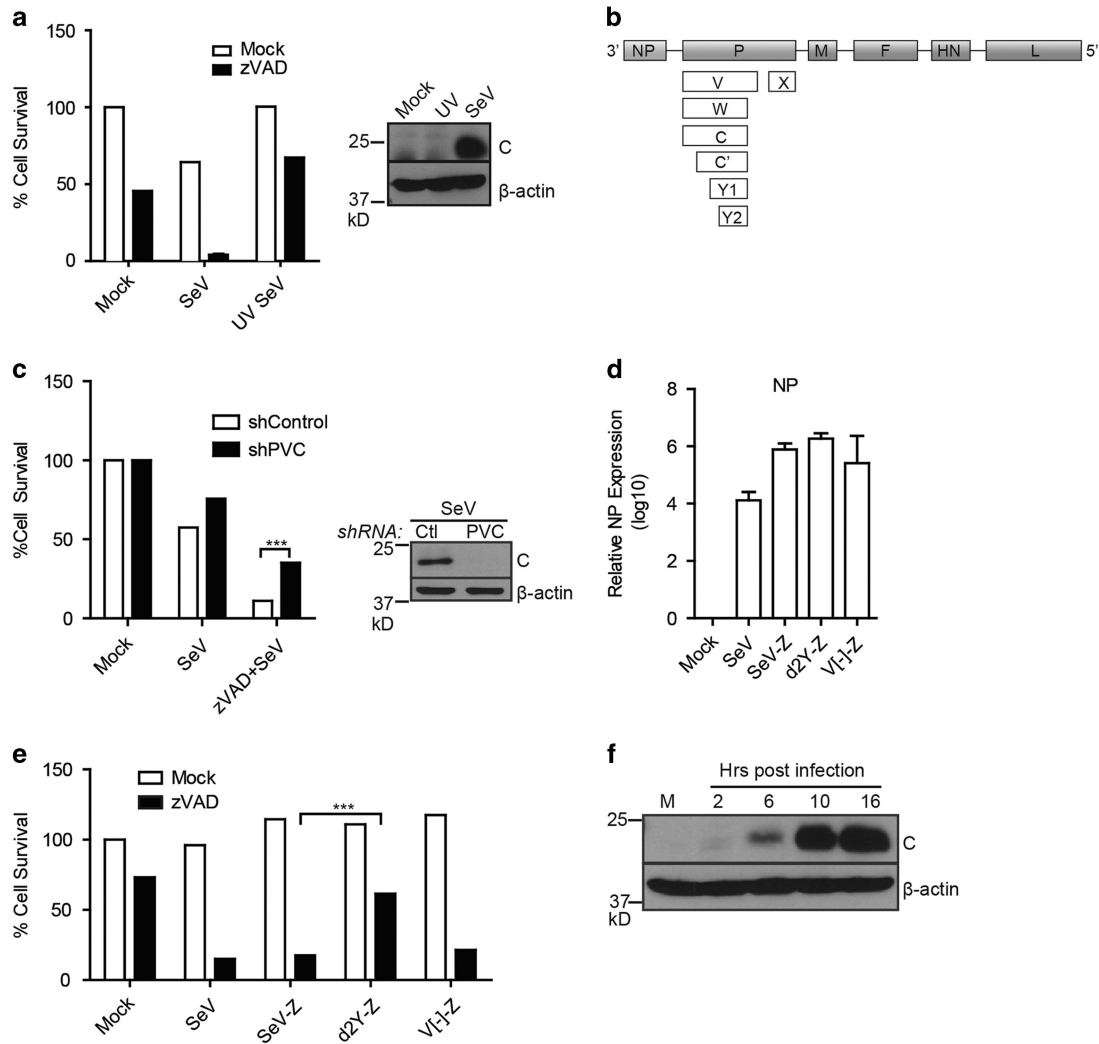 a
150
100
50
0
% Cell Survival
Mock
zVAD
Mock
SeV
UV SeV
Mock
UV
SeV
25
C
β-actin
37
kD
b
3'
NP
P
M
F
HN
L
5'
V
X
W
C
C'
Y1
Y2
c
150
100
50
0
%Cell Survival
shControl
shPVC
***
Mock
SeV
zVAD+SeV
SeV
shRNA: Ctl PVC
25
C
β-actin
37
kD
d
NP
8
6
4
2
0
Relative NP Expression
(log10)
Mock
SeV
SeV-Z
d2Y-Z
V[-]-Z
e
150
100
50
0
% Cell Survival
Mock
zVAD
***
Mock
SeV
SeV-Z
d2Y-Z
V[-]-Z
f
Hrs post infection
M 2 6 10 16
25
C
β-actin
37
kD